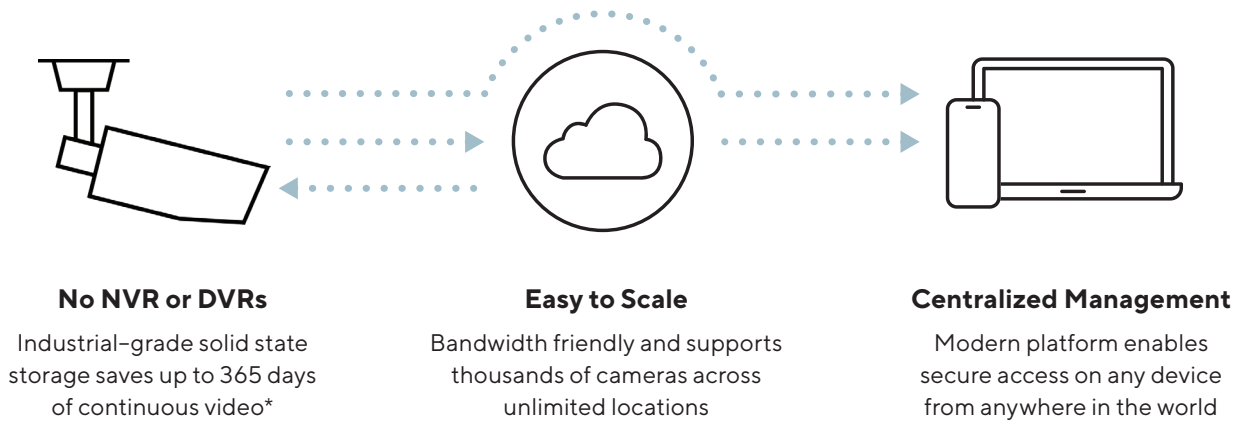 No NVR or DVRs
Industrial-grade solid state
storage saves up to 365 days
of continuous video*
Easy to Scale
Bandwidth friendly and supports
thousands of cameras across
unlimited locations
Centralized Management
Modern platform enables
secure access on any device
from anywhere in the world